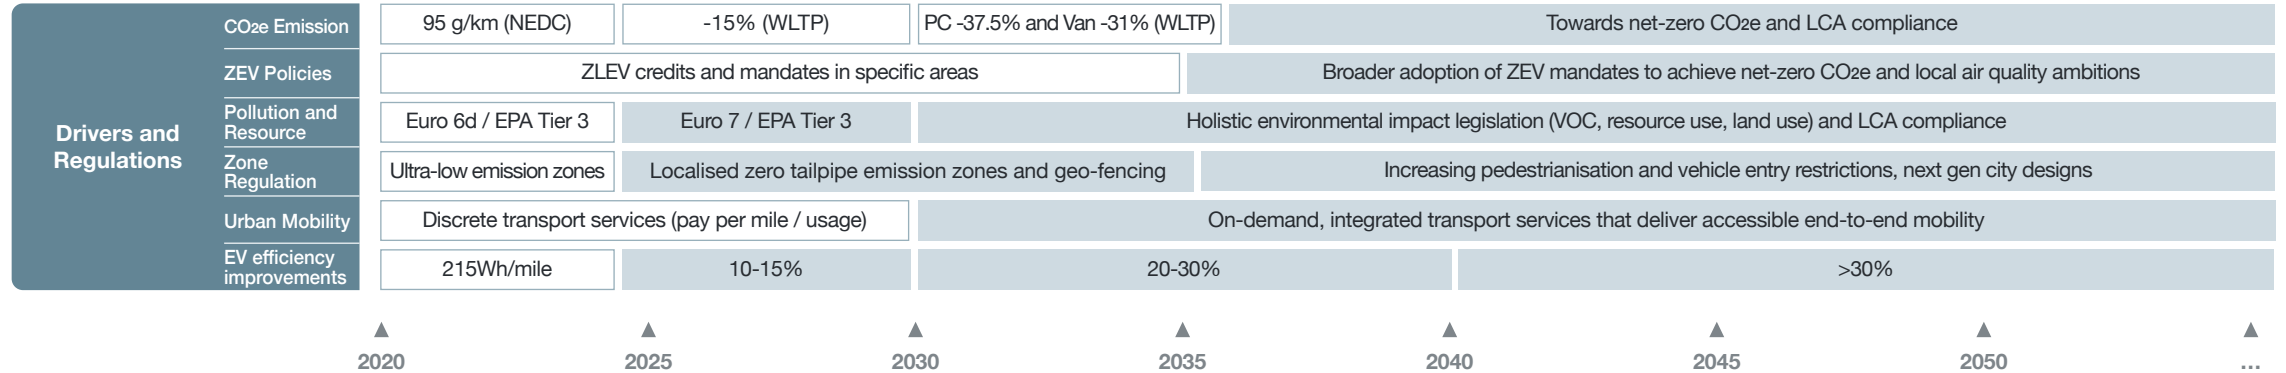 Drivers and
Regulations
CO2e Emission
95 g/km (NEDC)
-15% (WLTP)
PC -37.5% and Van -31% (WLTP)
Towards net-zero CO2e and LCA compliance
ZEV Policies
ZLEV credits and mandates in specific areas
Broader adoption of ZEV mandates to achieve net-zero CO2e and local air quality ambitions
Pollution and
Resource
Euro 6d / EPA Tier 3
Euro 7 / EPA Tier 3
Holistic environmental impact legislation (VOC, resource use, land use) and LCA compliance
Zone
Regulation
Ultra-low emission zones
Localised zero tailpipe emission zones and geo-fencing
Increasing pedestrianisation and vehicle entry restrictions, next gen city designs
Urban Mobility
Discrete transport services (pay per mile / usage)
On-demand, integrated transport services that deliver accessible end-to-end mobility
EV efficiency
improvements
215Wh/mile
10-15%
20-30%
>30%
2020
2025
2030
2035
2040
2045
2050
...